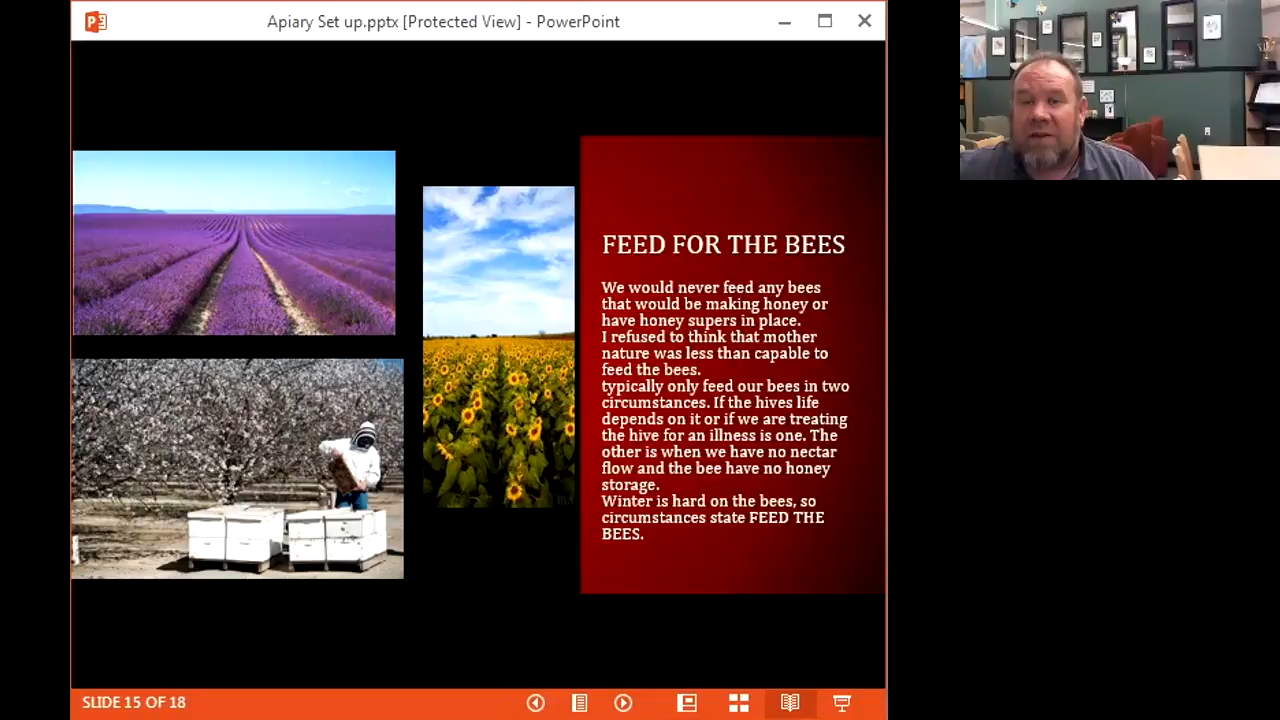 Apiary Set up.pptx [Protected View] - PowerPoint
FEED FOR THE BEES
We would never feed any bees
that would be making honey or
have honey supers in place.
I refused to think that mother
nature was less than capable to
feed the bees.
typically only feed our bees in two
circumstances. If the hives life
depends on it or if we are treating
the hive for an illness is one. The
other is when we have no nectar
flow and the bee have no honey
storage.
Winter is hard on the bees, so
circumstances state FEED THE
BEES.
SLIDE 15 OF 18